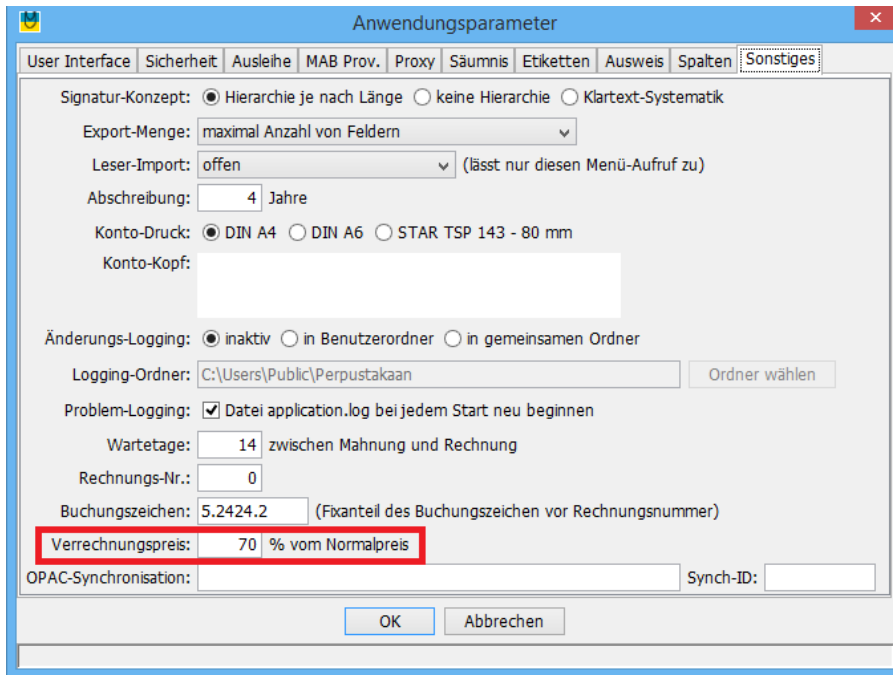 Anwendungsparameter
User Interface Sicherheit Ausleihe MAB Prov. Proxy Säumnis Etiketten Ausweis Spalten Sonstiges
Signatur-Konzept: Hierarchie je nach Länge keine Hierarchie Klartext-Systematik
Export-Menge: maximal Anzahl von Feldern
Leser-Import: offen (lässt nur diesen Menü-Aufruf zu)
Abschreibung: 4 Jahre
Konto-Druck: DIN A4 DIN A6 STAR TSP 143 - 80 mm
Konto-Kopf:
Änderungs-Logging: inaktiv in Benutzerordner in gemeinsamen Ordner
Logging-Ordner: C:\Users\Public\Perpustakaan Ordner wählen
Problem-Logging: Datei application.log bei jedem Start neu beginnen
Wartetage: 14 zwischen Mahnung und Rechnung
Rechnungs-Nr.: 0
Buchungszeichen: 5.2424.2 (Fixanteil des Buchungszeichen vor Rechnungsnummer)
Verrechnungspreis: 70 % vom Normalpreis
OPAC-Synchronisation: Synch-ID:
OK Abbrechen